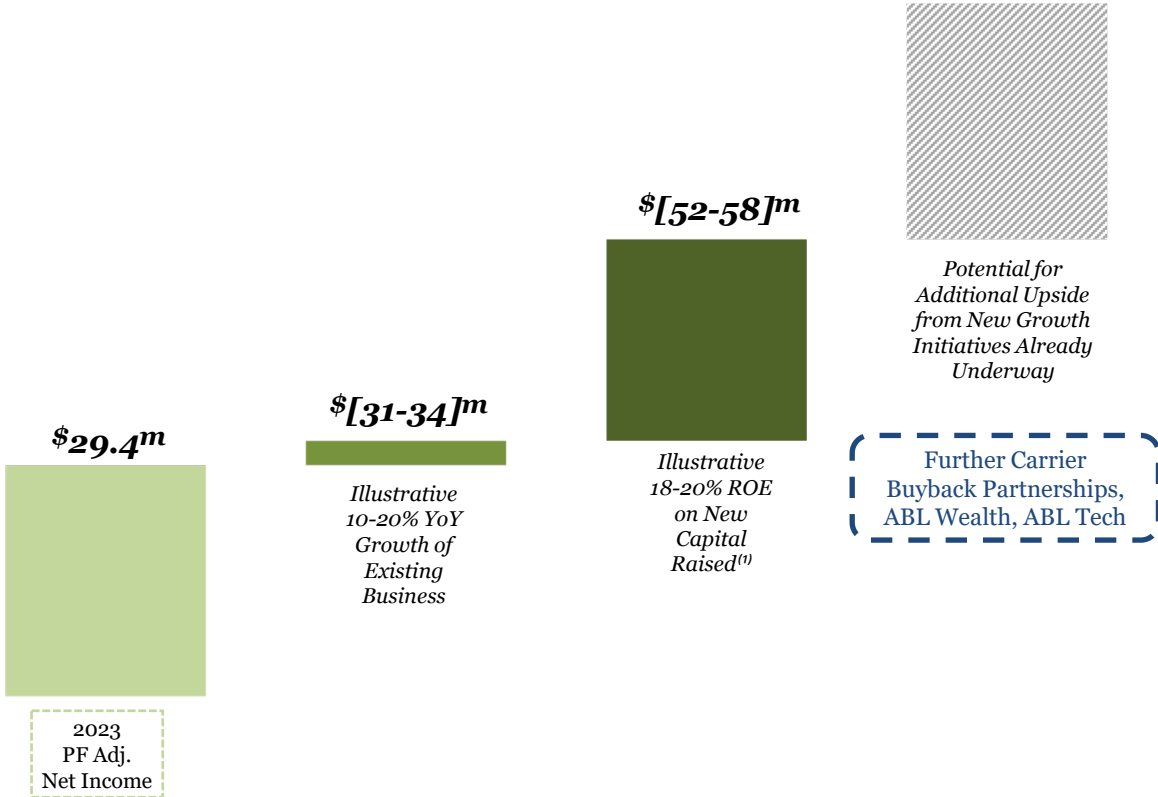 $29.4m
2023
PF Adj.
Net Income
$[31-34]m
Illustrative
10-20% YoY
Growth of
Existing
Business
$[52-58]m
Illustrative
18-20% ROE
on New
Capital
Raised(1)
Potential for
Additional Upside
from New Growth
Initiatives Already
Underway
Further Carrier
Buyback Partnerships,
ABL Wealth, ABL Tech